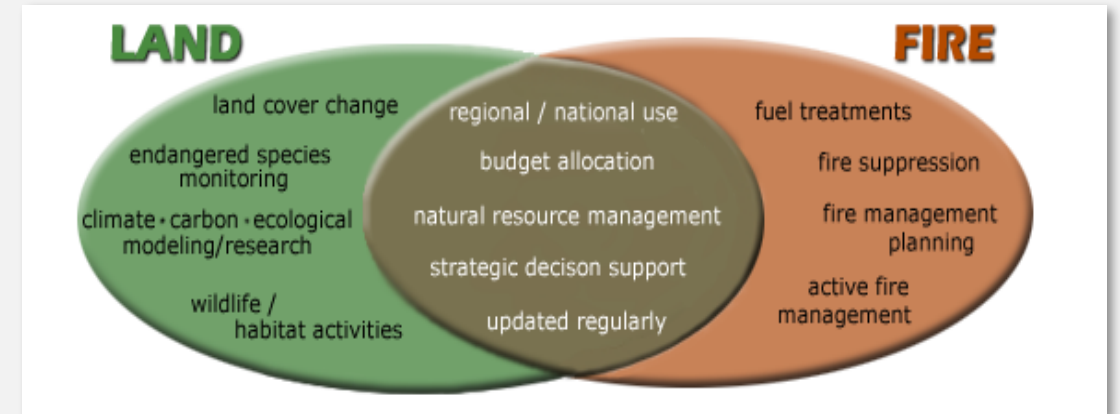 LAND
FIRE
land cover change
endangered species
monitoring
climate • carbon • ecological
modeling/research
wildlife /
habitat activities
regional / national use
budget allocation
natural resource management
strategic decison support
updated regularly
fuel treatments
fire suppression
fire management
planning
active fire
management